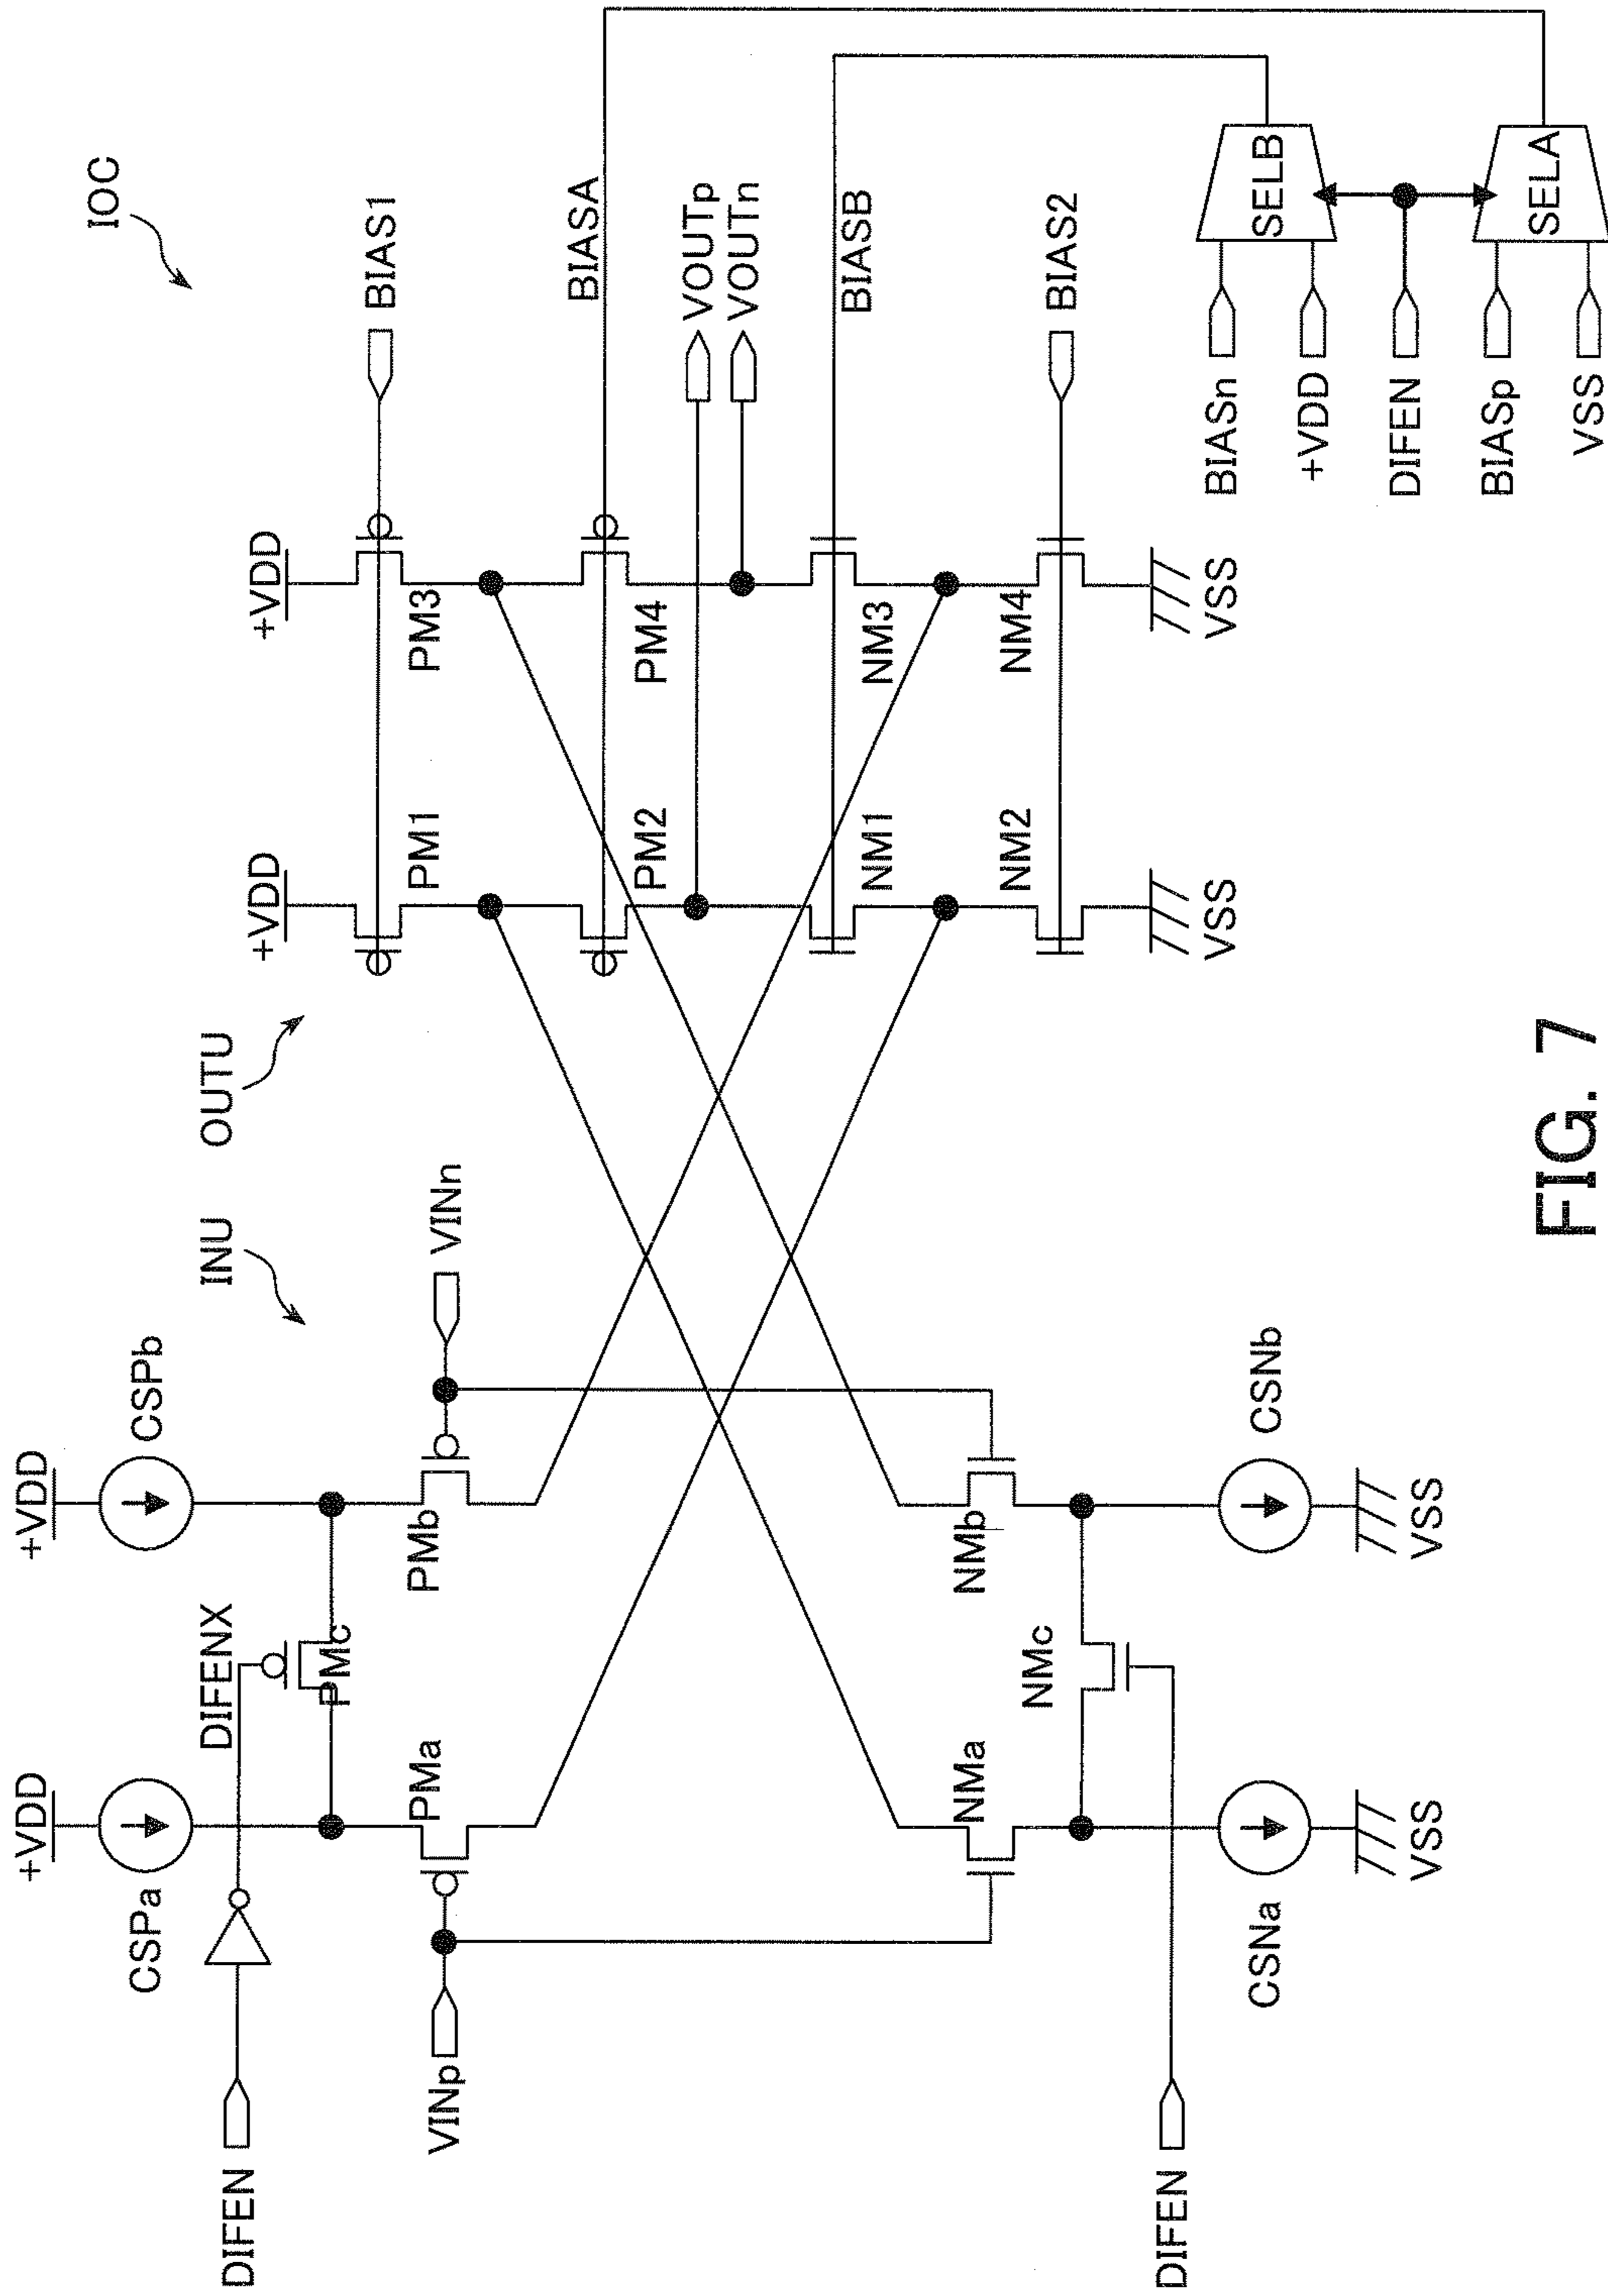 IOC
INU
OUTU
+VDD
+VDD
+VDD
+VDD
CSPa
CSPb
DIFEN
DIFENX
PMc
PMa
PMb
VINp
VINn
NMa
NMb
NMc
DIFEN
CSNa
CSNb
VSS
VSS
PM1
PM3
BIAS1
PM2
PM4
BIASA
VOUTp
VOUTn
NM1
NM3
BIASB
NM2
NM4
BIAS2
VSS
VSS
BIASn
+VDD
SELB
DIFEN
BIASp
VSS
SELA
FIG. 7